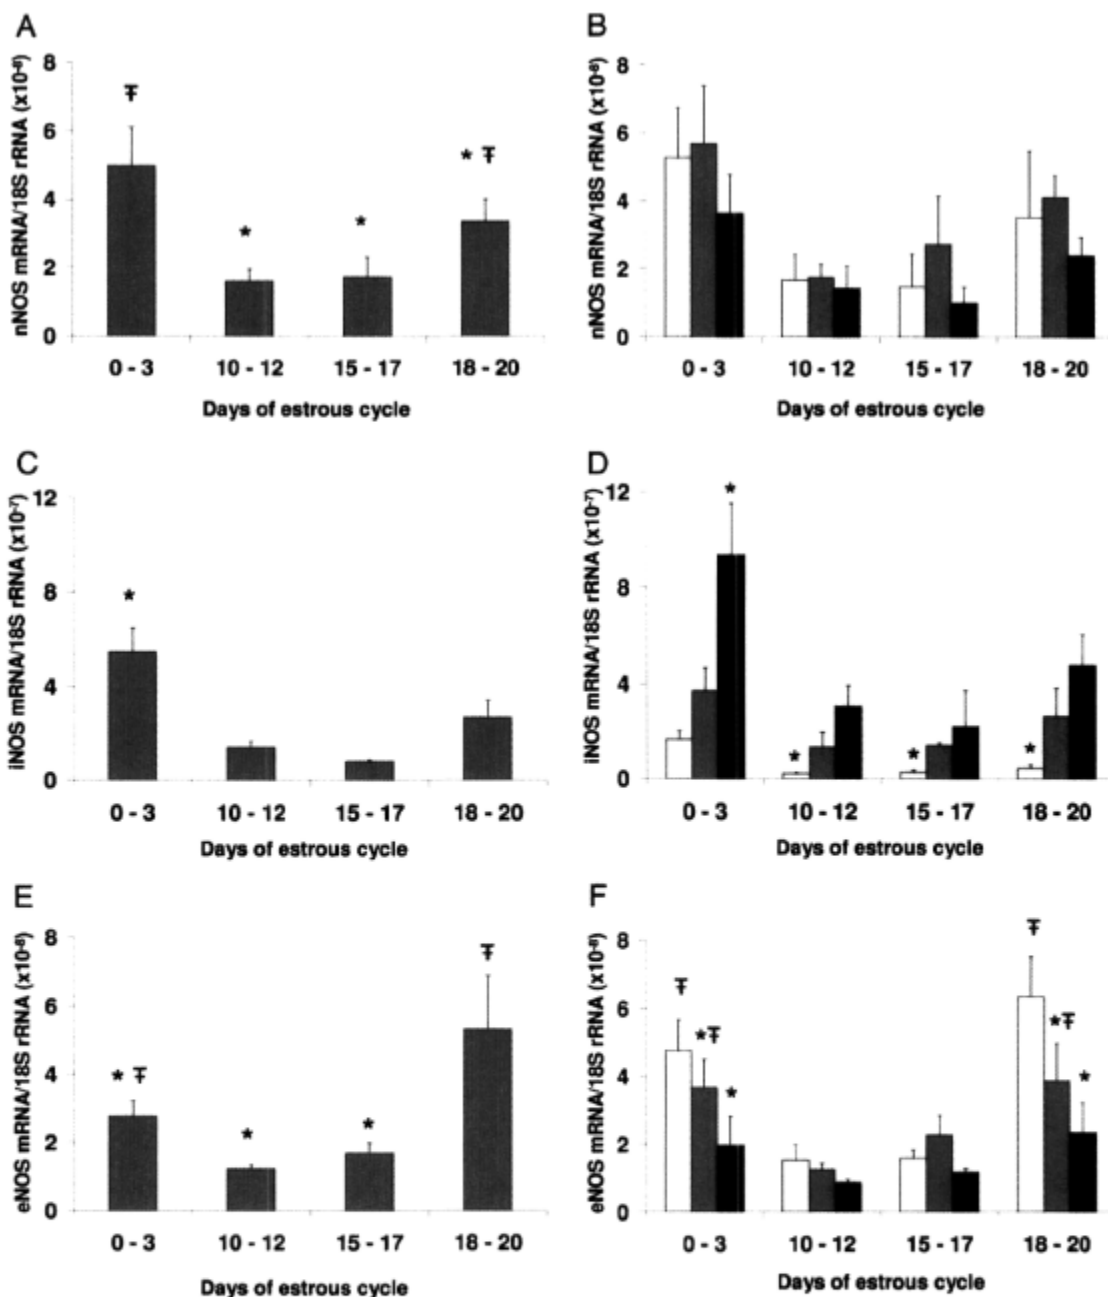 A
nNOS mRNA/18S rRNA (x10⁻⁸)
8
6
4
2
0
Ŧ
*
*
* Ŧ
0 - 3 10 - 12 15 - 17 18 - 20
Days of estrous cycle
B
nNOS mRNA/18S rRNA (x10⁻⁸)
8
6
4
2
0
0 - 3 10 - 12 15 - 17 18 - 20
Days of estrous cycle
C
iNOS mRNA/18S rRNA (x10⁻⁷)
12
8
4
0
*
0 - 3 10 - 12 15 - 17 18 - 20
Days of estrous cycle
D
iNOS mRNA/18S rRNA (x10⁻⁷)
12
8
4
0
*
*
*
*
0 - 3 10 - 12 15 - 17 18 - 20
Days of estrous cycle
E
eNOS mRNA/18S rRNA (x10⁻⁶)
8
6
4
2
0
* Ŧ
*
*
Ŧ
0 - 3 10 - 12 15 - 17 18 - 20
Days of estrous cycle
F
eNOS mRNA/18S rRNA (x10⁻⁶)
8
6
4
2
0
Ŧ
*Ŧ
*
Ŧ
*Ŧ
*
0 - 3 10 - 12 15 - 17 18 - 20
Days of estrous cycle